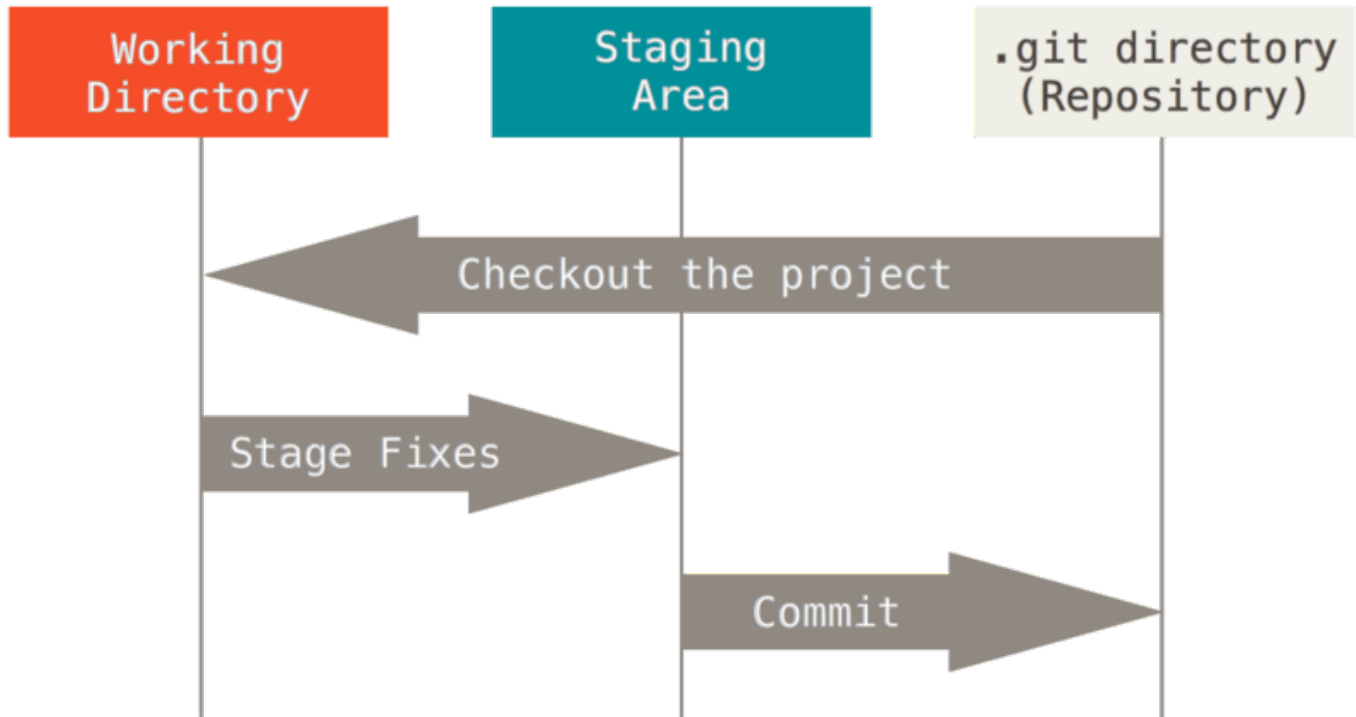 Working
Directory
Staging
Area
.git directory
(Repository)
Checkout the project
Stage Fixes
Commit